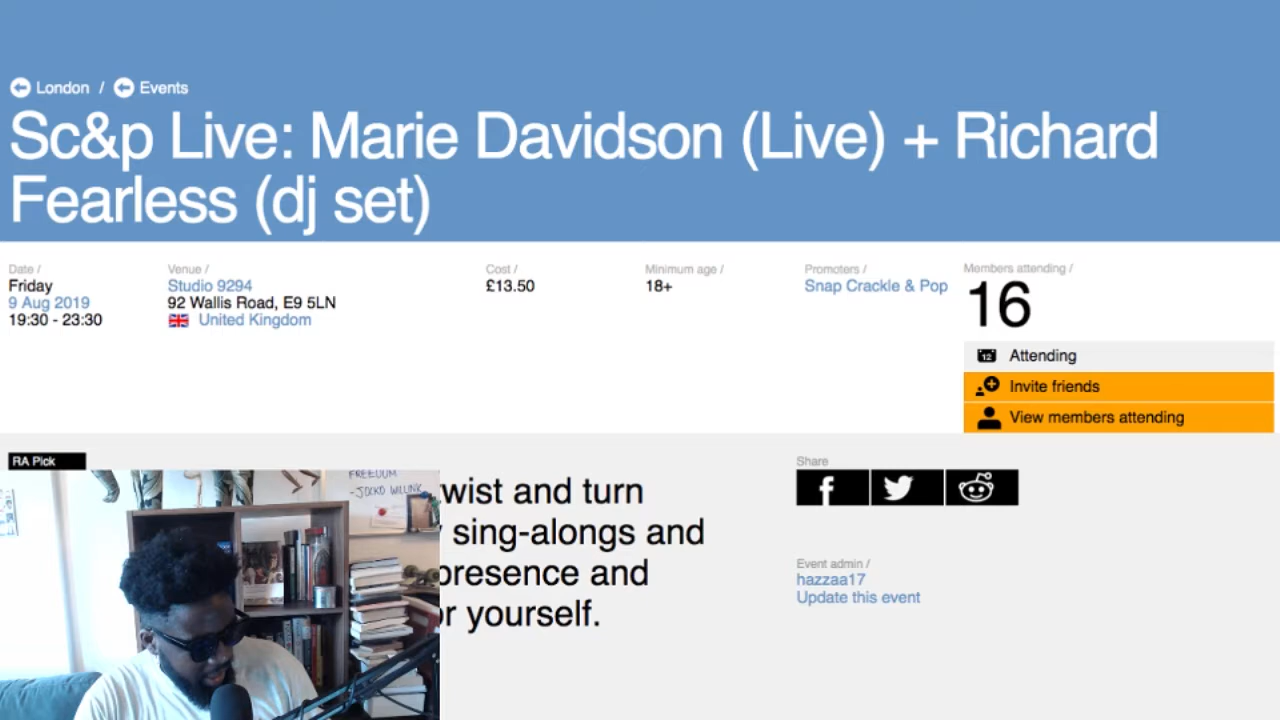 London / Events
Sc&p Live: Marie Davidson (Live) + Richard
Fearless (dj set)
Date /
Friday
9 Aug 2019
19:30 - 23:30
Venue /
Studio 9294
92 Wallis Road, E9 5LN
United Kingdom
Cost /
£13.50
Minimum age /
18+
Promoters /
Snap Crackle & Pop
Members attending /
16
12
Attending
Invite friends
View members attending
RA Pick
FREEDOM
-JOCKO WILLINK
wist and turn
sing-alongs and
presence and
or yourself.
Share
Event admin /
hazzaa17
Update this event